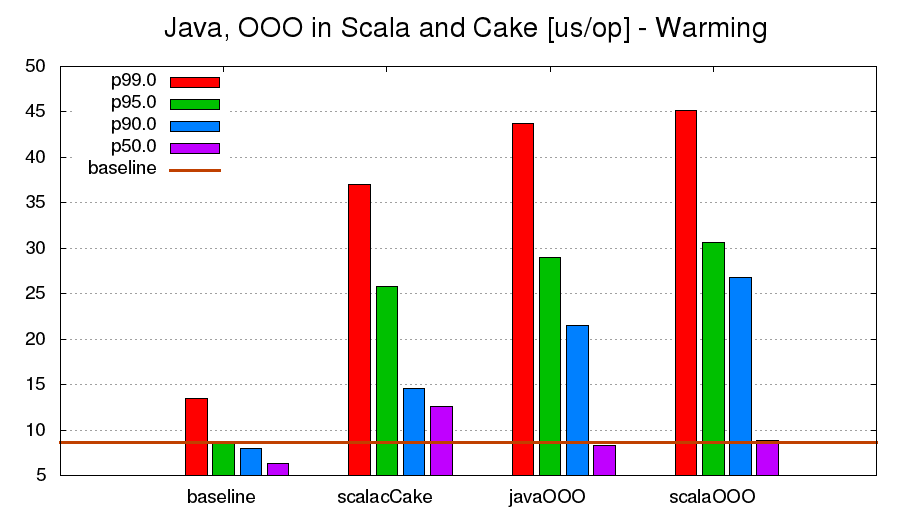 Java, OOO in Scala and Cake [us/op] - Warming
50
45
40
35
30
25
20
15
10
5
p99.0
p95.0
p90.0
p50.0
baseline
baseline scalacCake javaOOO scalaOOO